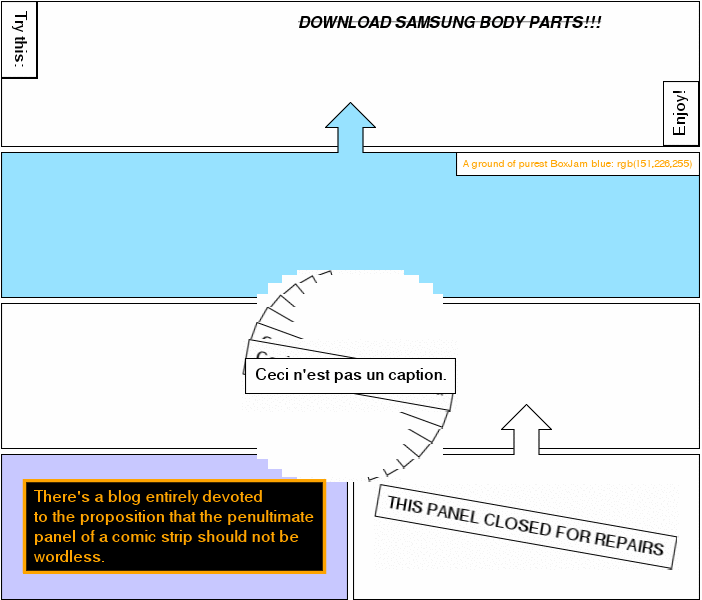 Try this:
DOWNLOAD SAMSUNG BODY PARTS!!!
Enjoy!
A ground of purest BoxJam blue: rgb(151,226,255)
Ceci n'est pas un caption.
There's a blog entirely devoted
to the proposition that the penultimate
panel of a comic strip should not be
wordless.
THIS PANEL CLOSED FOR REPAIRS